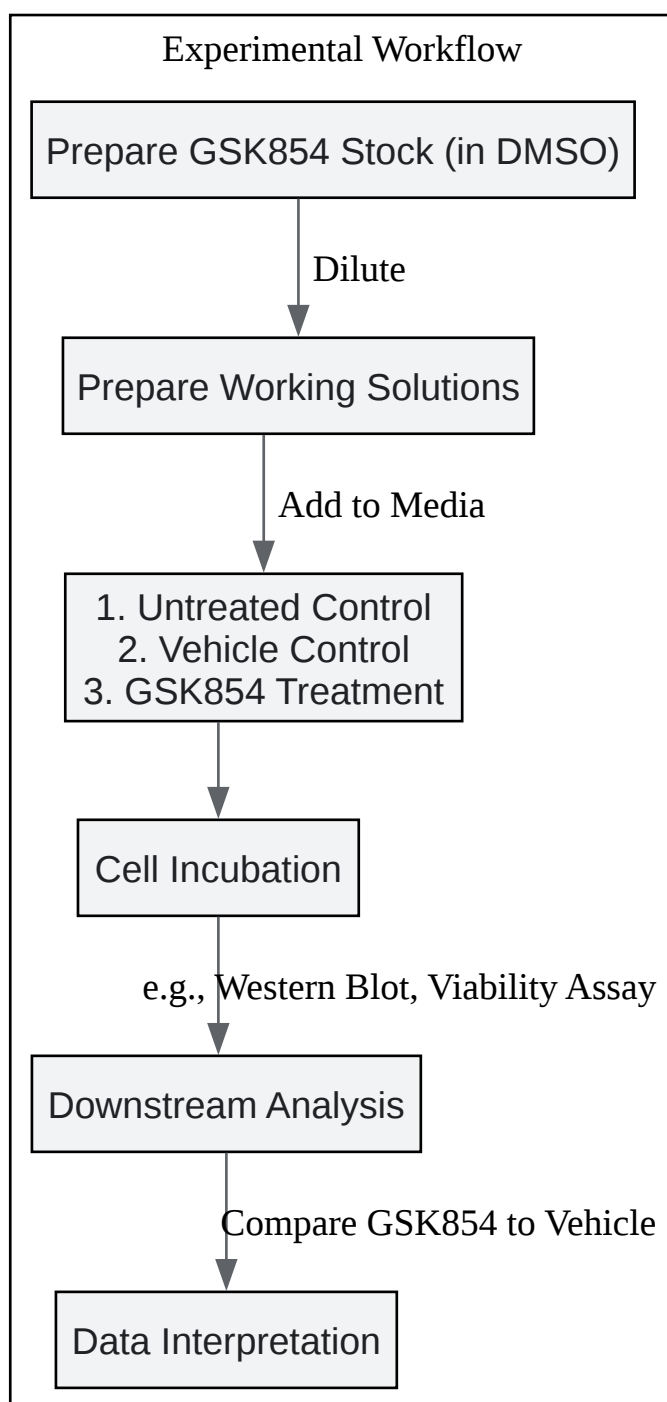 Experimental Workflow
Prepare GSK854 Stock (in DMSO)
Dilute
Prepare Working Solutions
Add to Media
1. Untreated Control
2. Vehicle Control
3. GSK854 Treatment
Cell Incubation
e.g., Western Blot, Viability Assay
Downstream Analysis
Compare GSK854 to Vehicle
Data Interpretation